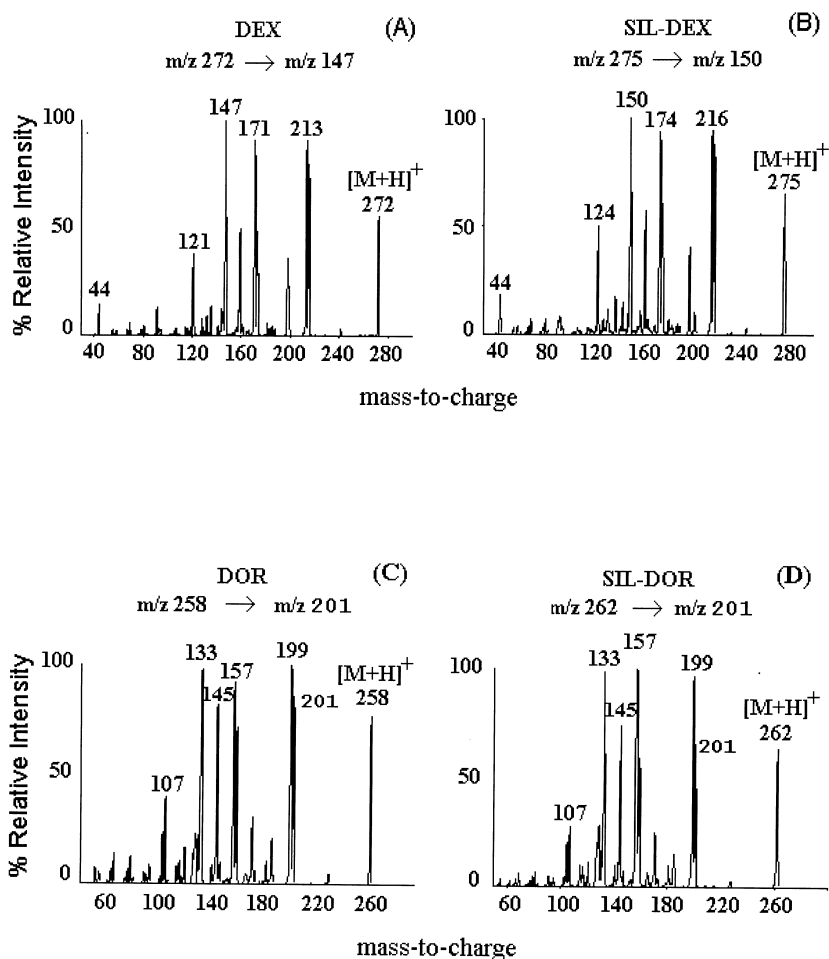 DEX (A)
m/z 272 → m/z 147
147
171
213
[M+H]+
272
121
44
100
50
0
% Relative Intensity
40 80 120 160 200 240 280
SIL-DEX (B)
m/z 275 → m/z 150
150
174
216
[M+H]+
275
124
44
100
50
0
40 80 120 160 200 240 280
mass-to-charge
DOR (C)
m/z 258 → m/z 201
133
157
199
145
201
[M+H]+
258
107
100
50
0
% Relative Intensity
60 100 140 180 220 260
SIL-DOR (D)
m/z 262 → m/z 201
157
133
199
145
201
[M+H]+
262
107
100
50
0
60 100 140 180 220 260
mass-to-charge